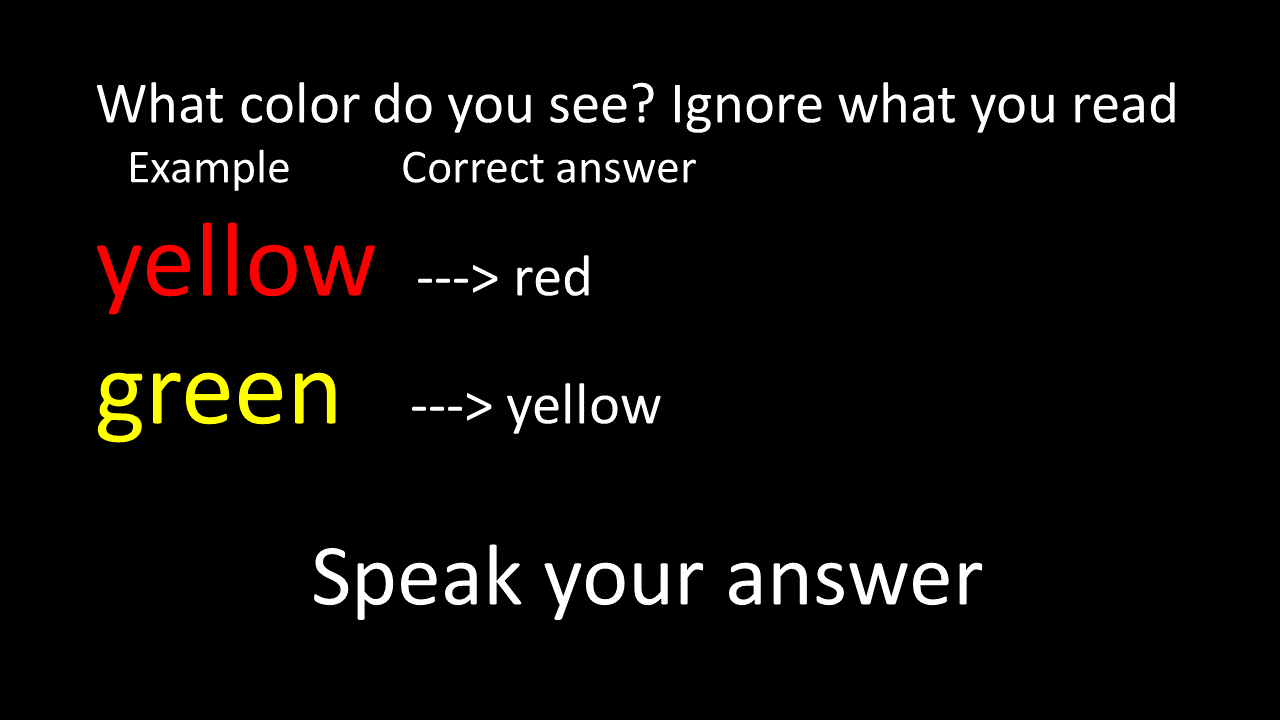 What color do you see? Ignore what you read
Example Correct answer
yellow ---> red
green ---> yellow
Speak your answer